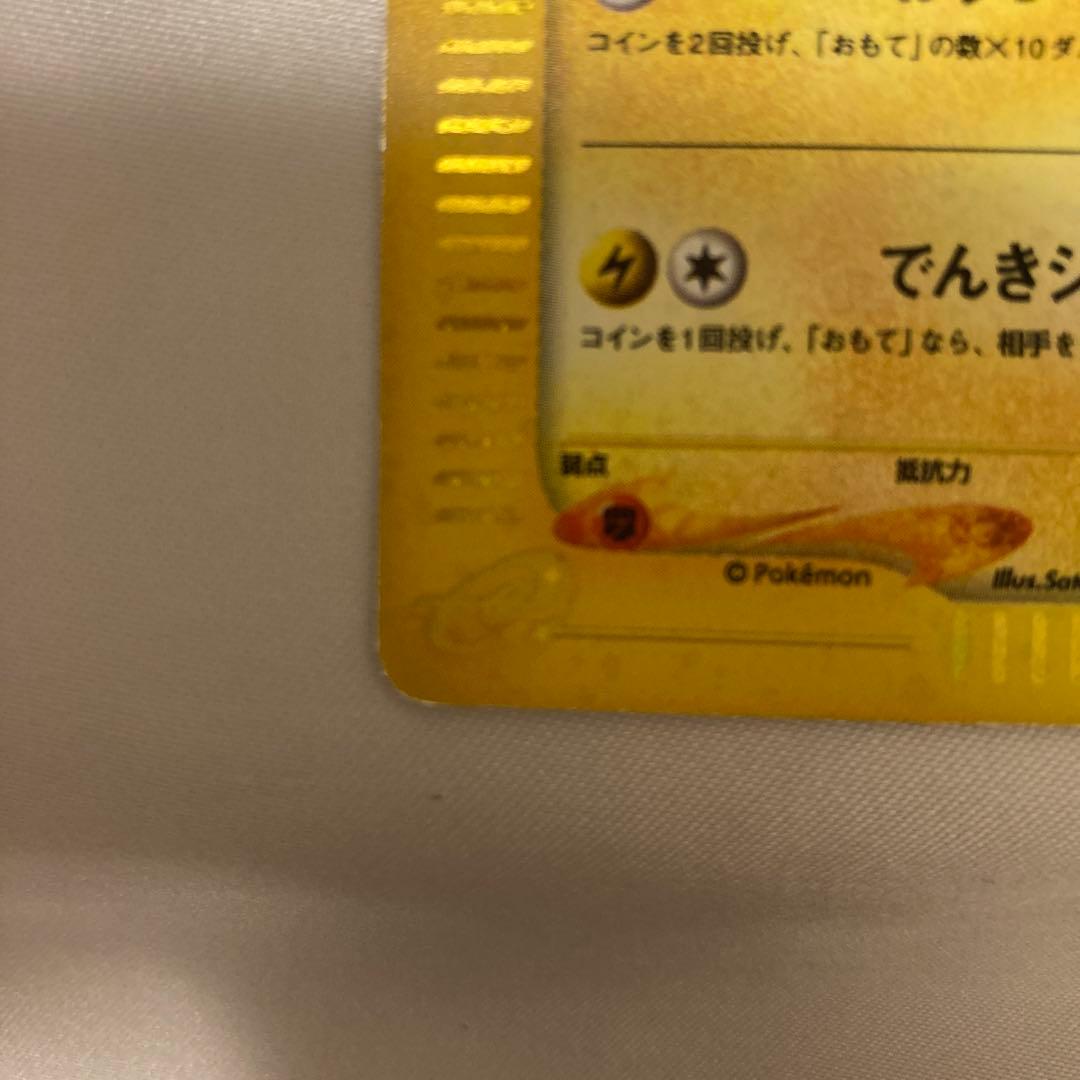 コインを2回投げ、「おもて」の数×10ダ
でんきシ
コインを1回投げ、「おもて」なら、相手を
弱点 抵抗力
© Pokémon Illus.Sat